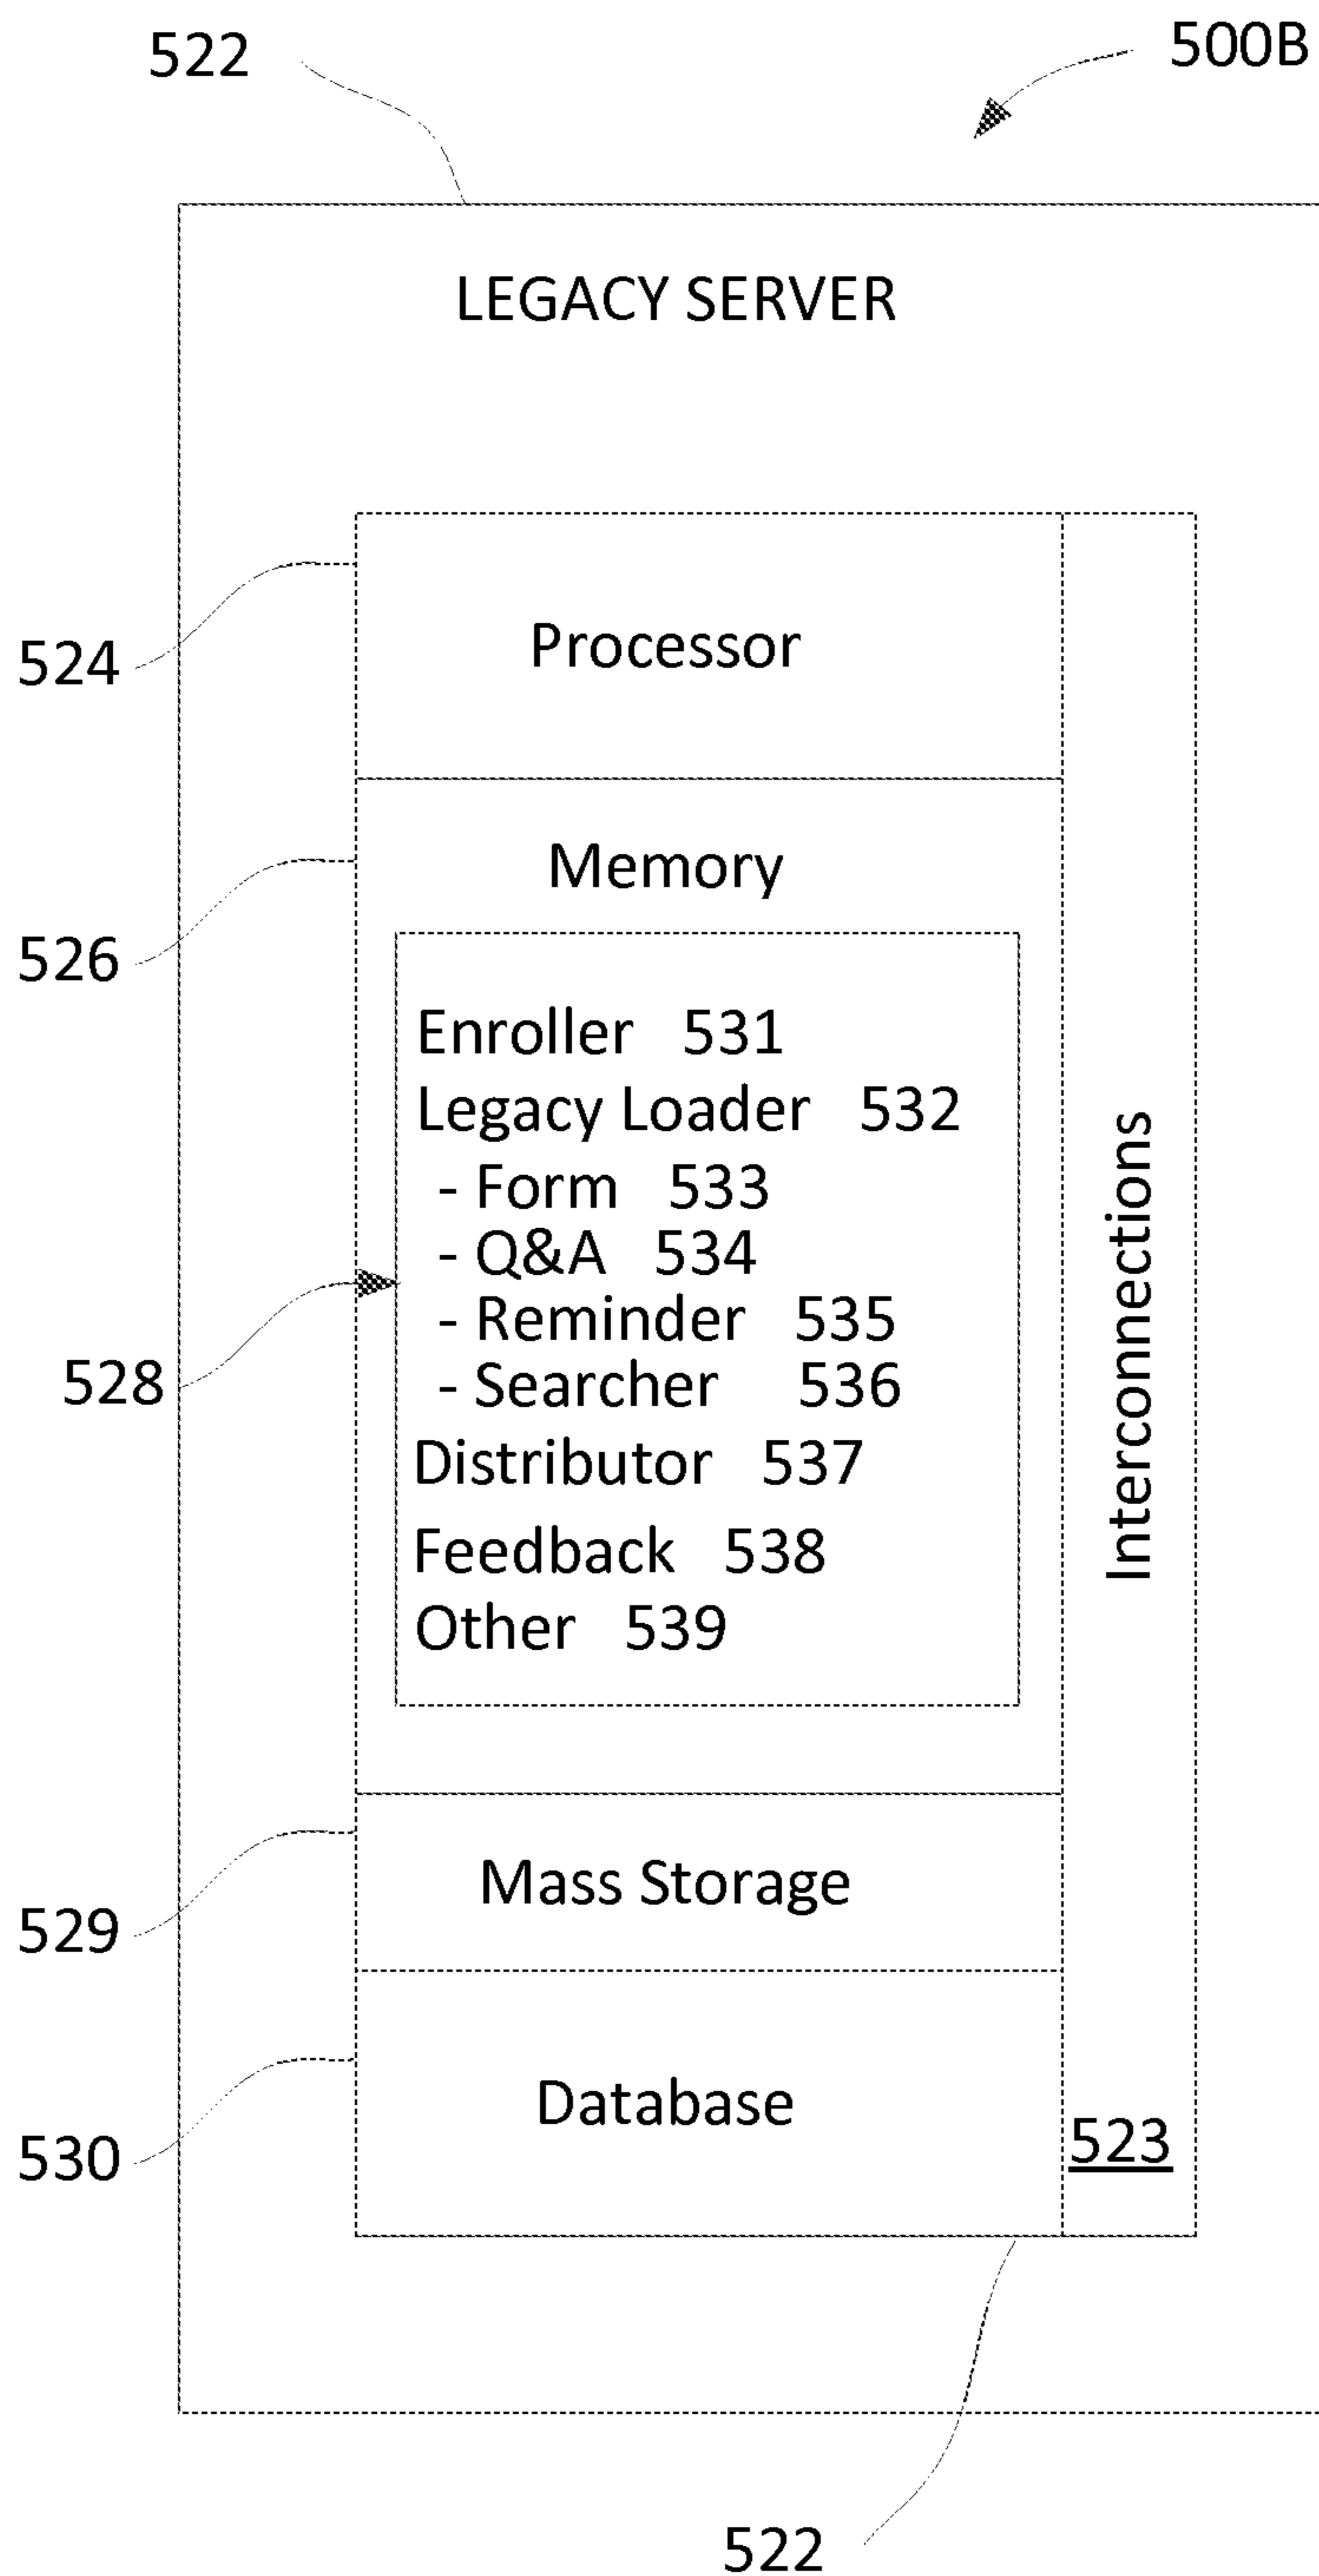 522
500B
LEGACY SERVER
Processor
524
Memory
526
Enroller 531
Legacy Loader 532
- Form 533
- Q&A 534
- Reminder 535
- Searcher 536
528
Distributor 537
Feedback 538
Other 539
Interconnections
Mass Storage
529
Database
530
523
522